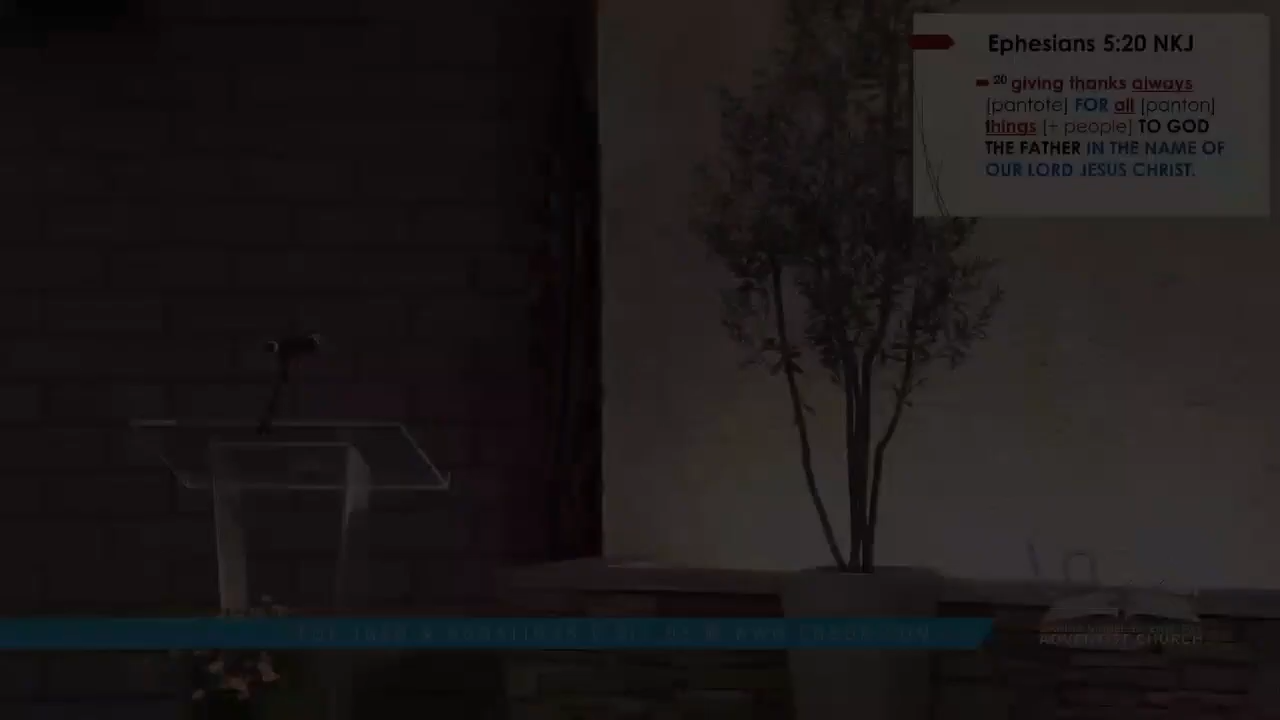 Ephesians 5:20 NKJ
20 giving thanks always
[pantote] FOR all [panton]
things [+ people] TO GOD
THE FATHER IN THE NAME OF
OUR LORD JESUS CHRIST.
ADVENTIST CHURCH